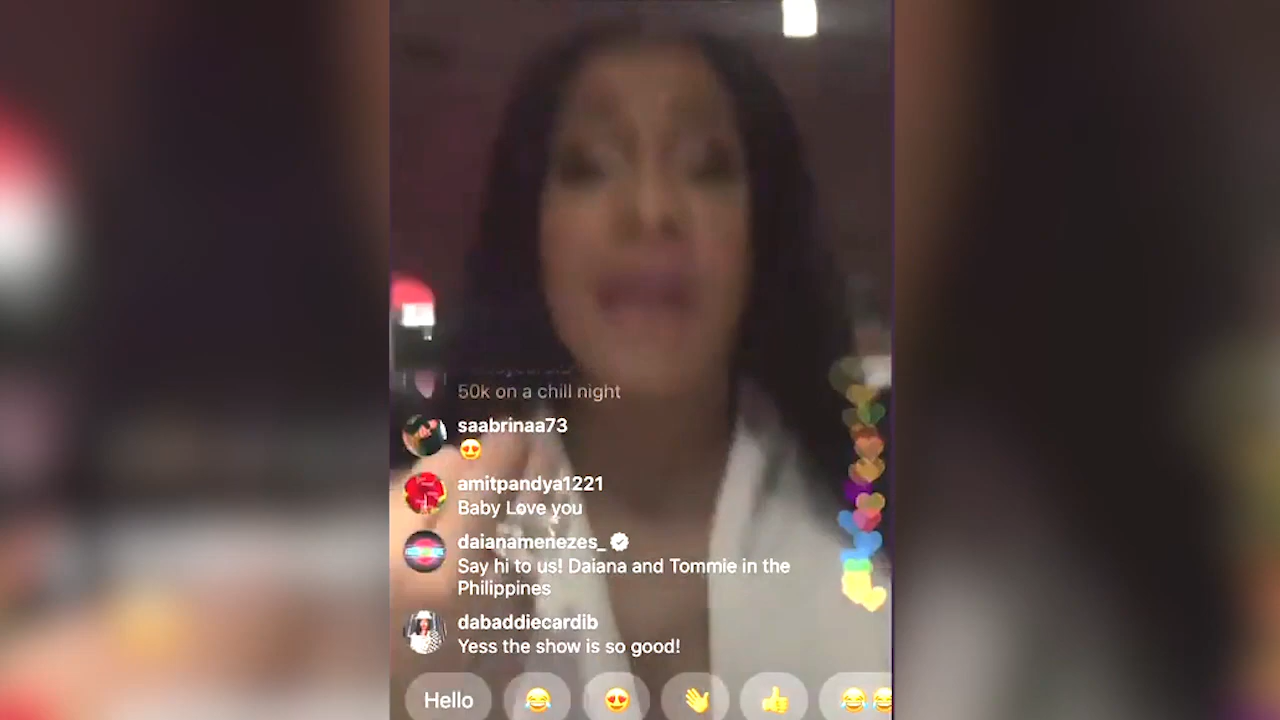 50k on a chill night
saabrinaa73
😍
amitpandya1221
Baby Love you
daianamenezes_
Say hi to us! Daiana and Tommie in the
Philippines
dabaddiecardib
Yess the show is so good!
Hello 😂 😍 👋 👍 😂😂